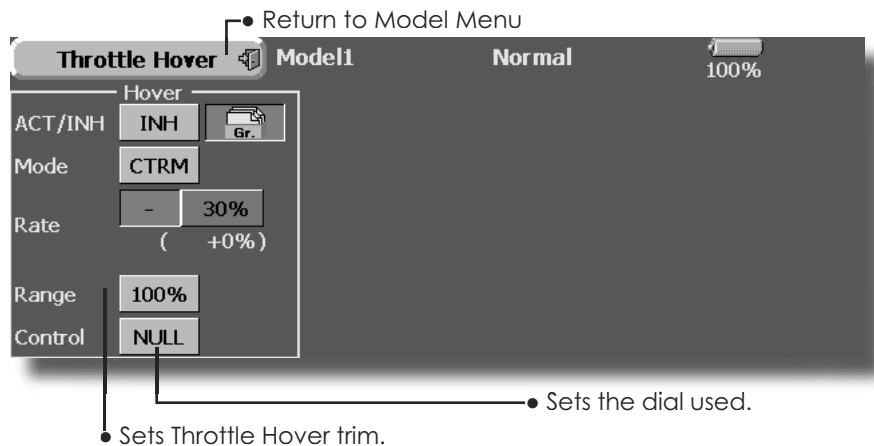 ● Return to Model Menu
Throttle Hover Model1 Normal 100%
Hover
ACT/INH INH Gr.
Mode CTRM
Rate - 30%
( +0%)
Range 100%
Control NULL
● Sets the dial used.
● Sets Throttle Hover trim.